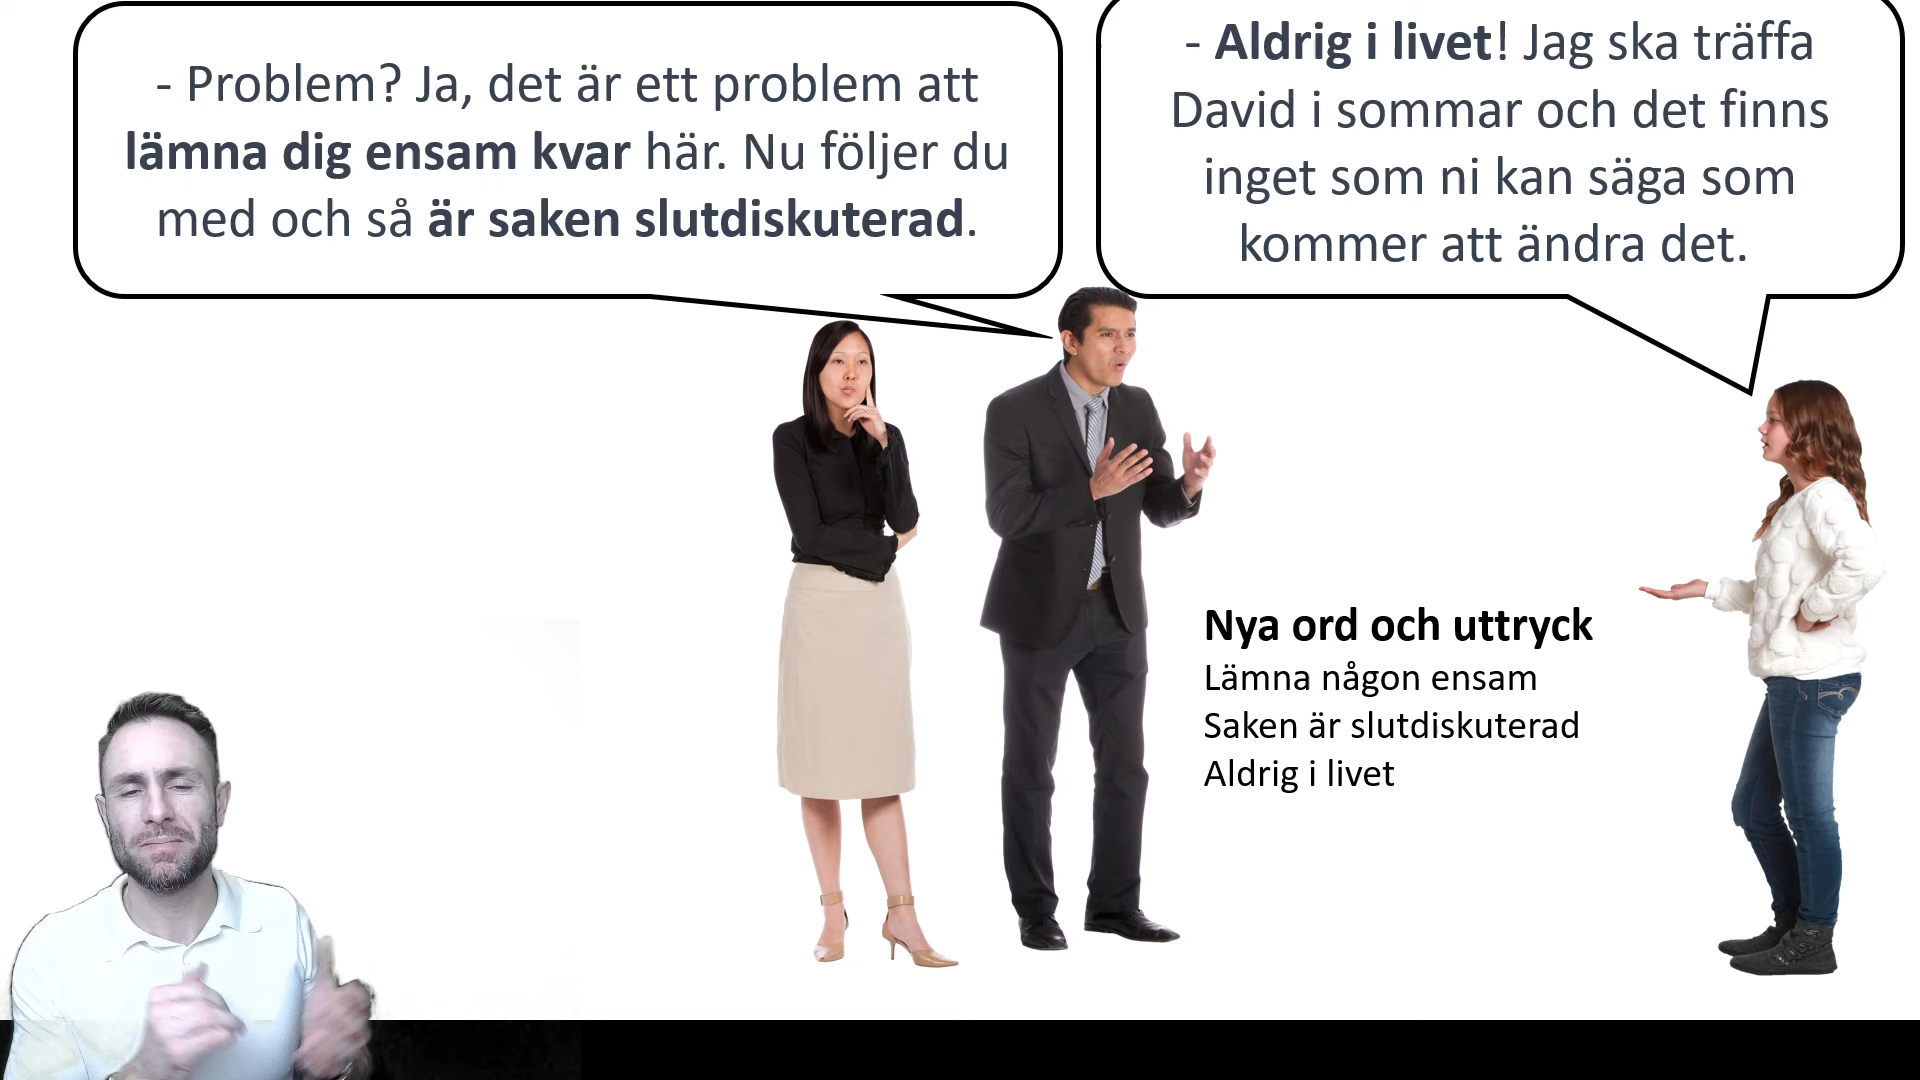 - Problem? Ja, det är ett problem att
lämna dig ensam kvar här. Nu följer du
med och så är saken slutdiskuterad.
- Aldrig i livet! Jag ska träffa
David i sommar och det finns
inget som ni kan säga som
kommer att ändra det.
Nya ord och uttryck
Lämna någon ensam
Saken är slutdiskuterad
Aldrig i livet